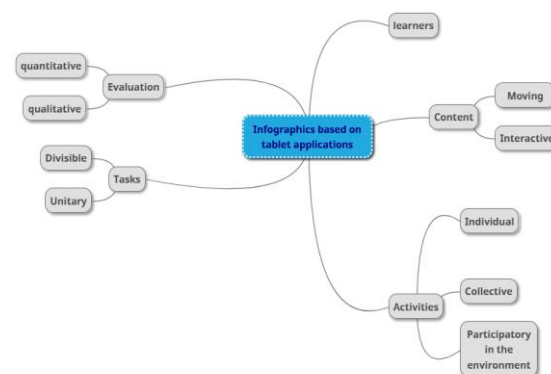 learners
quantitative
Evaluation
qualitative
Infographics based on
tablet applications
Moving
Content
Interactive
Divisible
Tasks
Unitary
Individual
Collective
Activities
Participatory
in the
environment